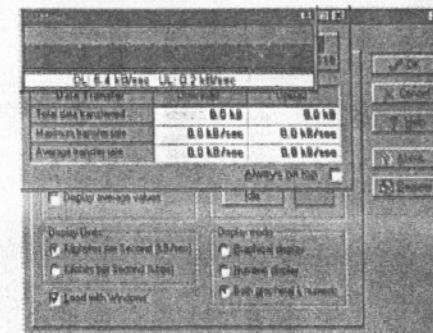 DL: 6.4 kB/sec UL: 0.2 kB/sec
Data Transfer Download Upload
Total data transferred 0.0 kB 0.0 kB
Maximum transfer rate 0.0 kB/sec 0.0 kB/sec
Average transfer rate 0.0 kB/sec 0.0 kB/sec
Always on top
OK
Cancel
Help
About
Display average values
Idle
Display Units
Kilobytes per Second (kB/sec)
Kilobits per Second (kbps)
Load with Windows
Display mode
Graphical display
Numeric display
Both graphical & numeric